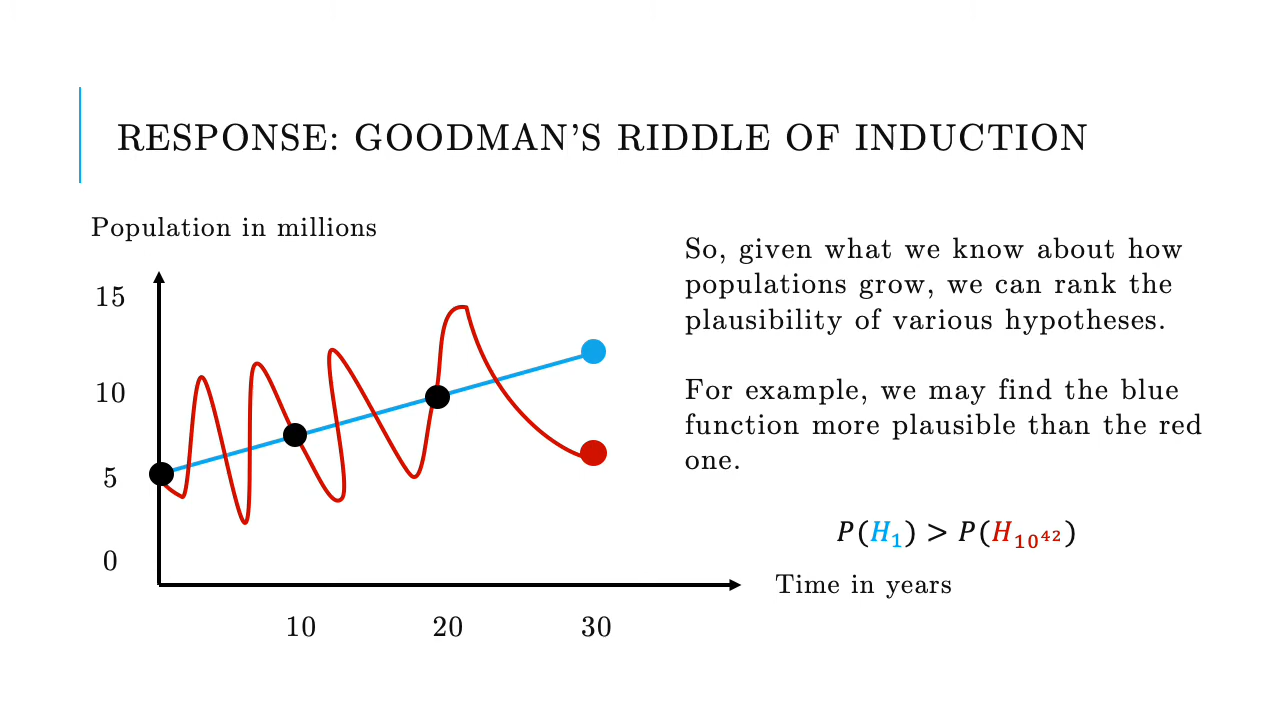 RESPONSE: GOODMAN’S RIDDLE OF INDUCTION
Population in millions
15
10
5
0
10 20 30
Time in years
So, given what we know about how
populations grow, we can rank the
plausibility of various hypotheses.
For example, we may find the blue
function more plausible than the red
one.
P(H₁) > P(H₁₀⁴²)